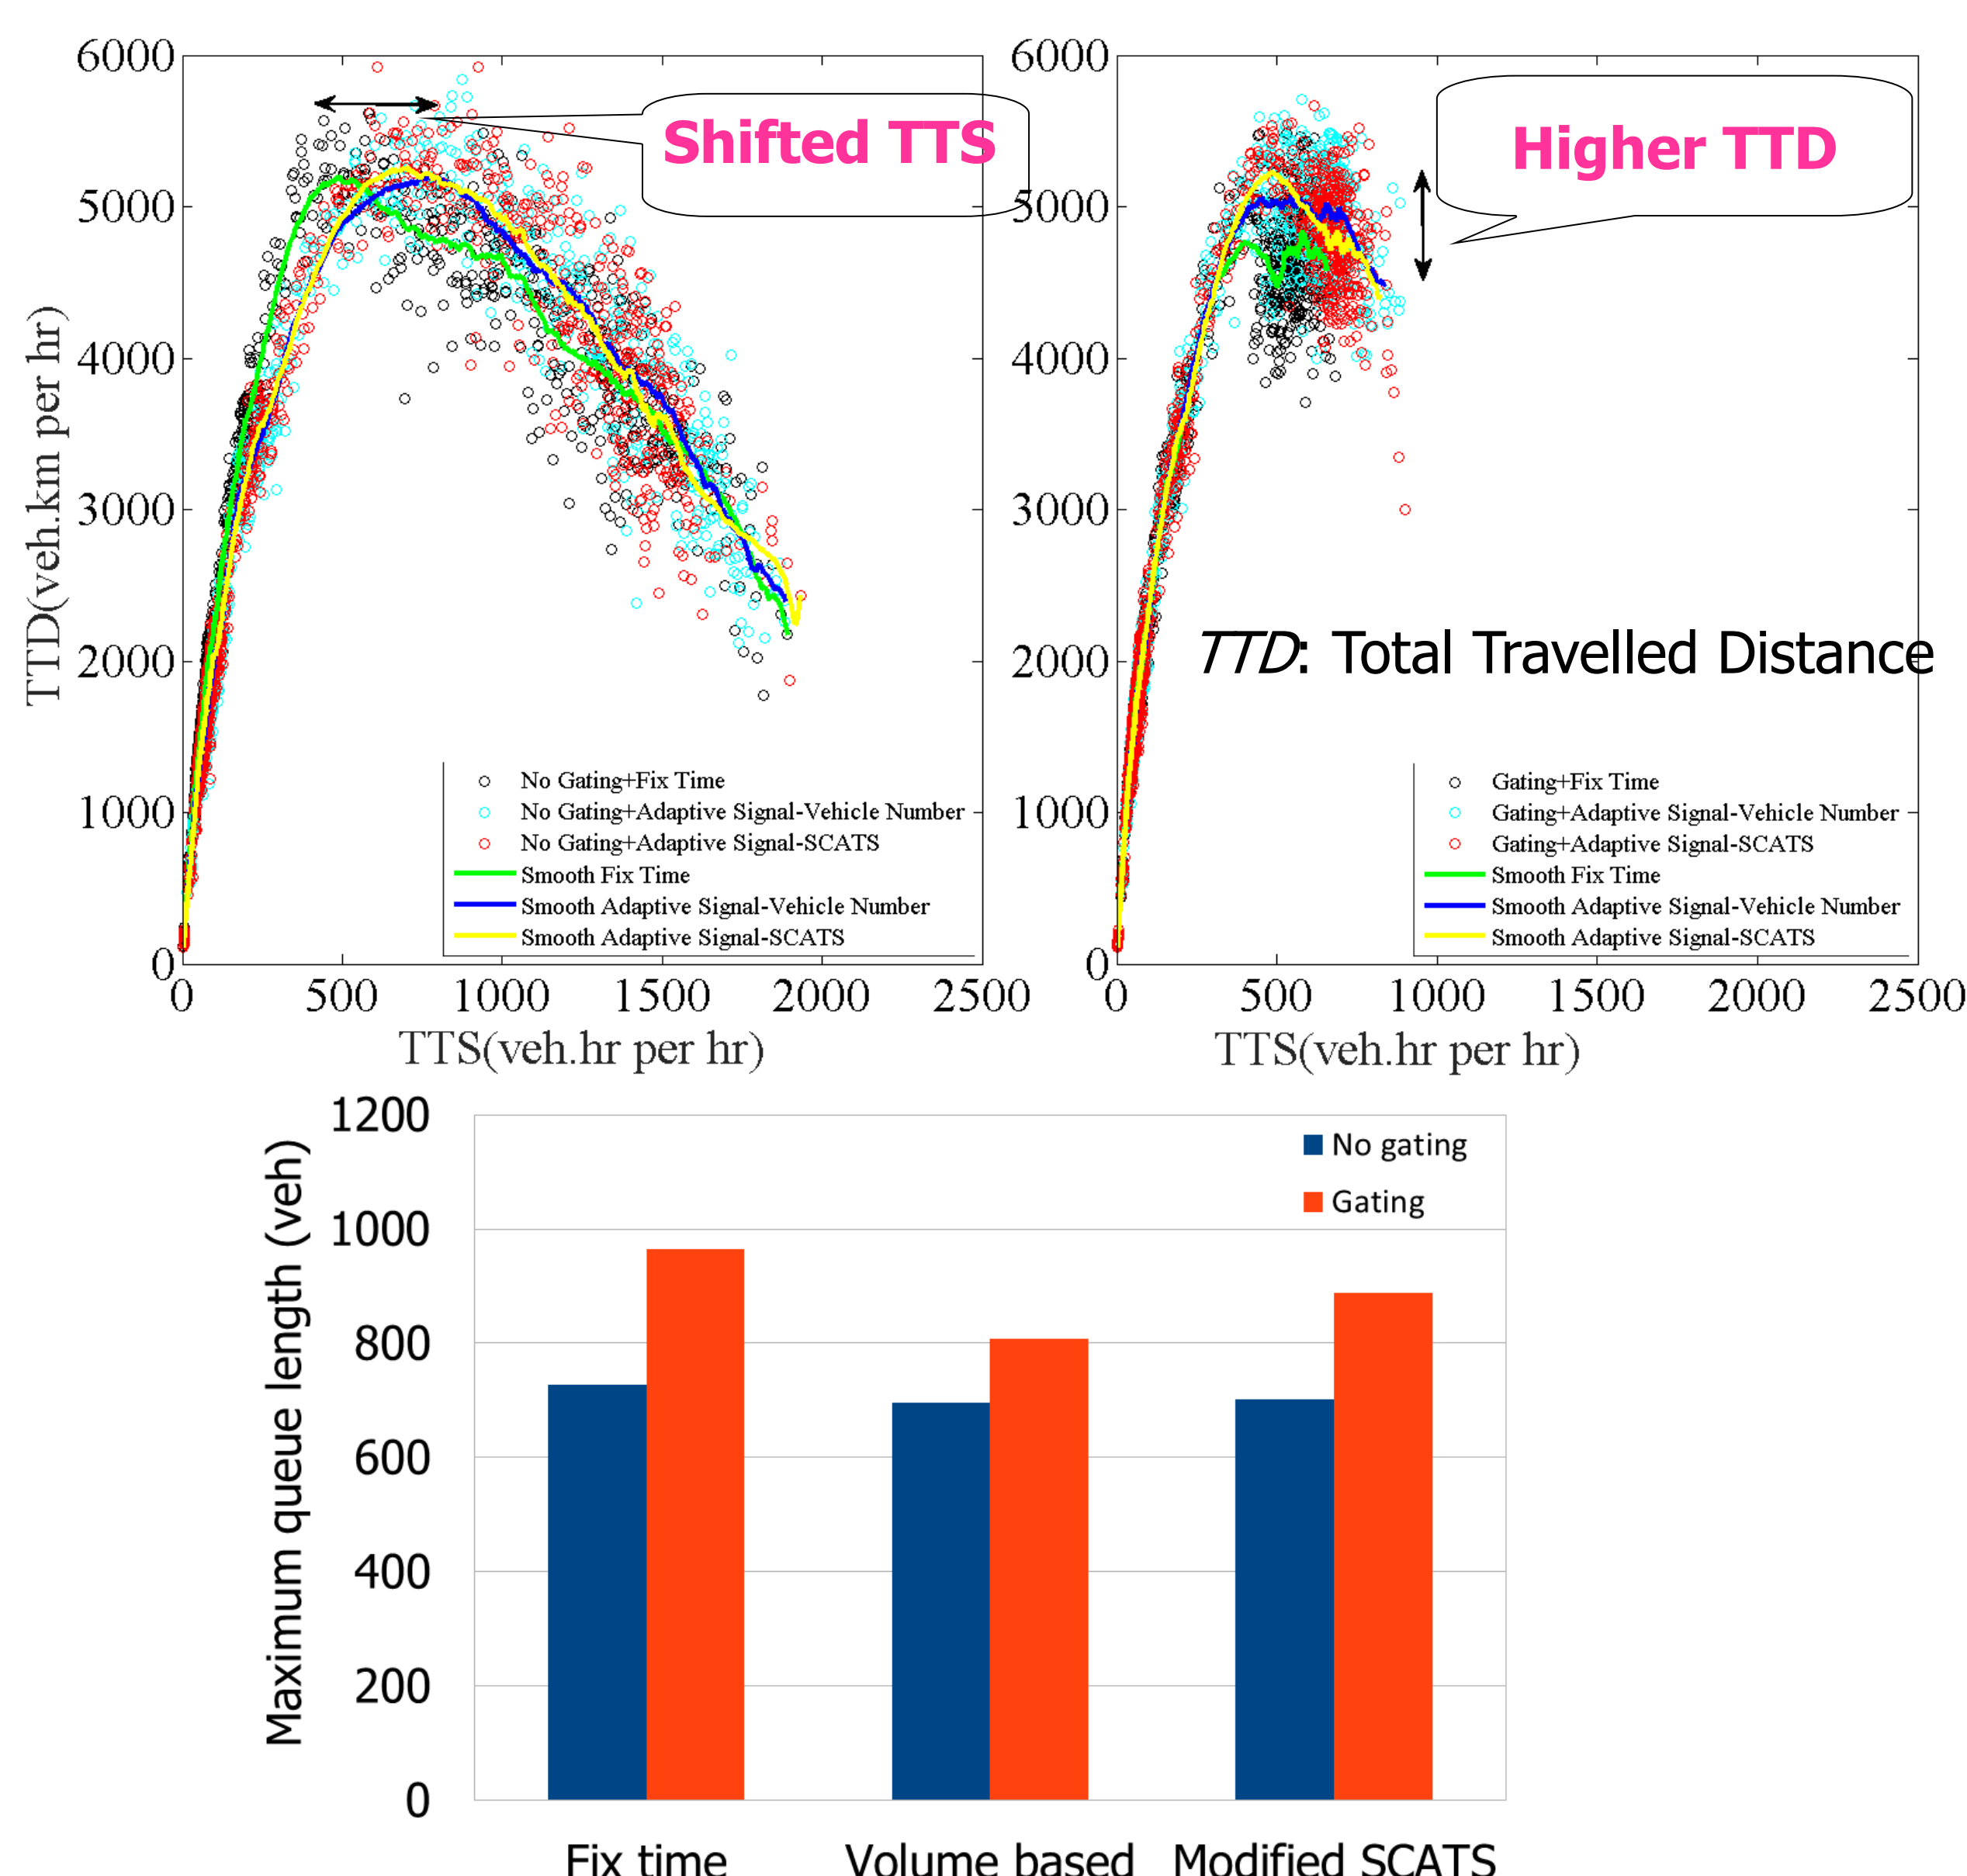 6000
5000
4000
3000
2000
1000
0
TTD(veh.km per hr)
Shifted TTS
No Gating+Fix Time
No Gating+Adaptive Signal-Vehicle Number
No Gating+Adaptive Signal-SCATS
Smooth Fix Time
Smooth Adaptive Signal-Vehicle Number
Smooth Adaptive Signal-SCATS
0 500 1000 1500 2000 2500
TTS(veh.hr per hr)
6000
5000
4000
3000
2000
1000
0
Higher TTD
TTD: Total Travelled Distance
Gating+Fix Time
Gating+Adaptive Signal-Vehicle Number
Gating+Adaptive Signal-SCATS
Smooth Fix Time
Smooth Adaptive Signal-Vehicle Number
Smooth Adaptive Signal-SCATS
0 500 1000 1500 2000 2500
TTS(veh.hr per hr)
Maximum queue length (veh)
1200
1000
800
600
400
200
0
No gating
Gating
Fix time Volume based Modified SCATS